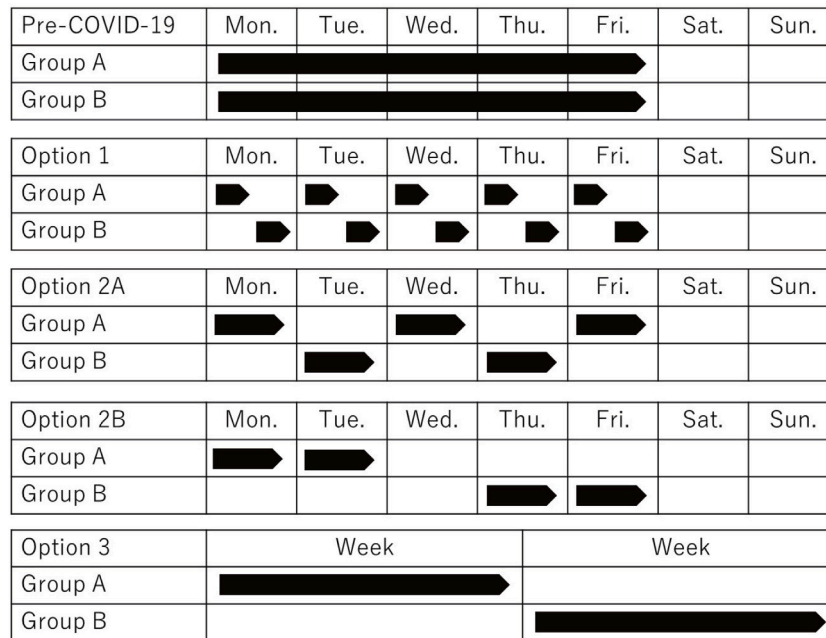 Pre-COVID-19 Mon. Tue. Wed. Thu. Fri. Sat. Sun.
Group A
Group B
Option 1 Mon. Tue. Wed. Thu. Fri. Sat. Sun.
Group A
Group B
Option 2A Mon. Tue. Wed. Thu. Fri. Sat. Sun.
Group A
Group B
Option 2B Mon. Tue. Wed. Thu. Fri. Sat. Sun.
Group A
Group B
Option 3 Week Week
Group A
Group B